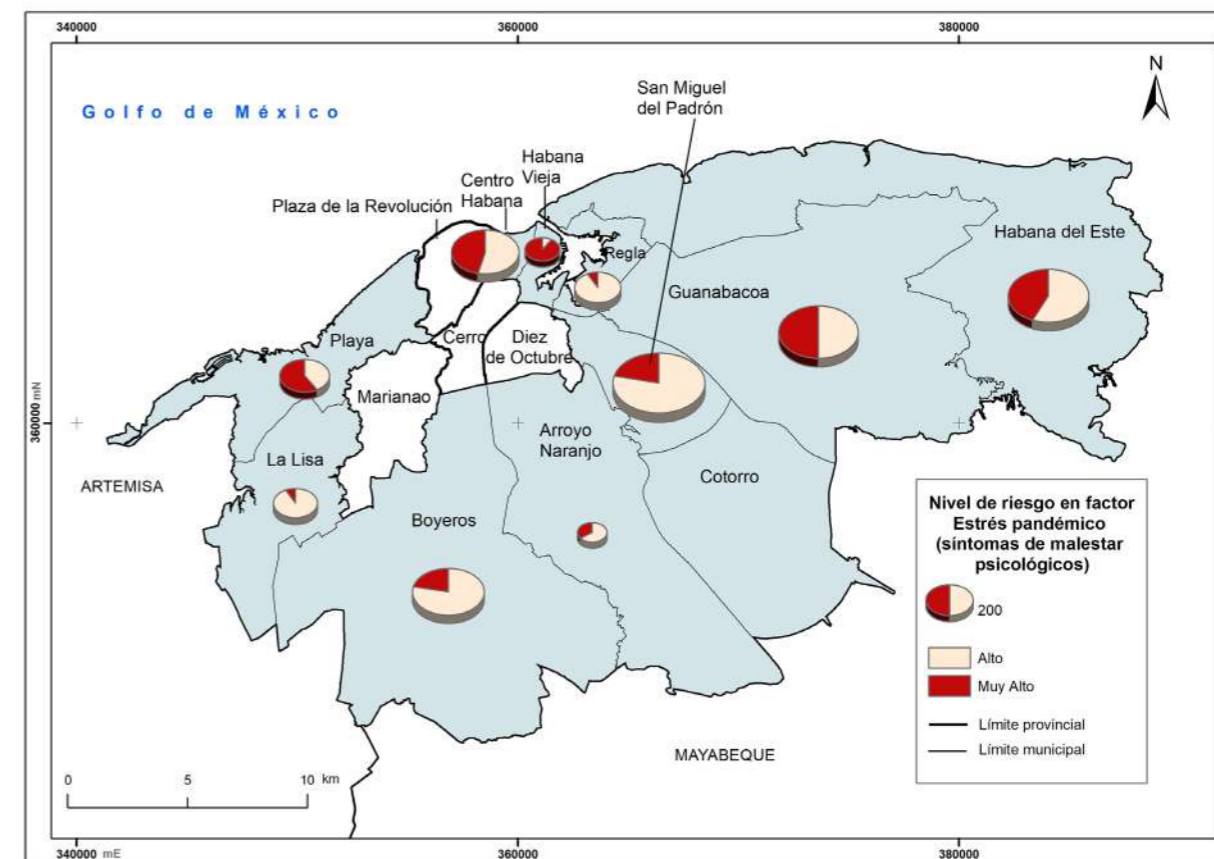 340000
360000
380000
N
Golfo de México
San Miguel
del Padrón
Habana
Vieja
Centro
Habana
Plaza de la Revolución
Habana del Este
Regla
Guanabacoa
Playa
Cerro
Diez
de Octubre
Marianao
360000 mN
Arroyo
Naranjo
La Lisa
Cotorro
ARTEMISA
Boyeros
Nivel de riesgo en factor
Estrés pandémico
(síntomas de malestar
psicológicos)
200
Alto
Muy Alto
Límite provincial
Límite municipal
MAYABEQUE
0 5 10 km
340000 mE
360000
380000